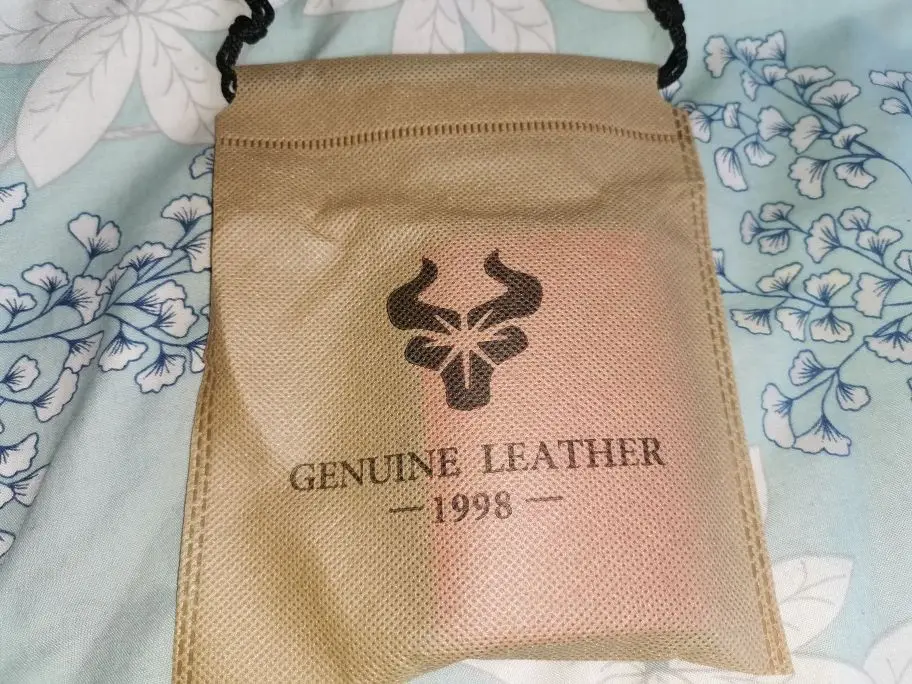 GENUINE LEATHER
— 1998 —